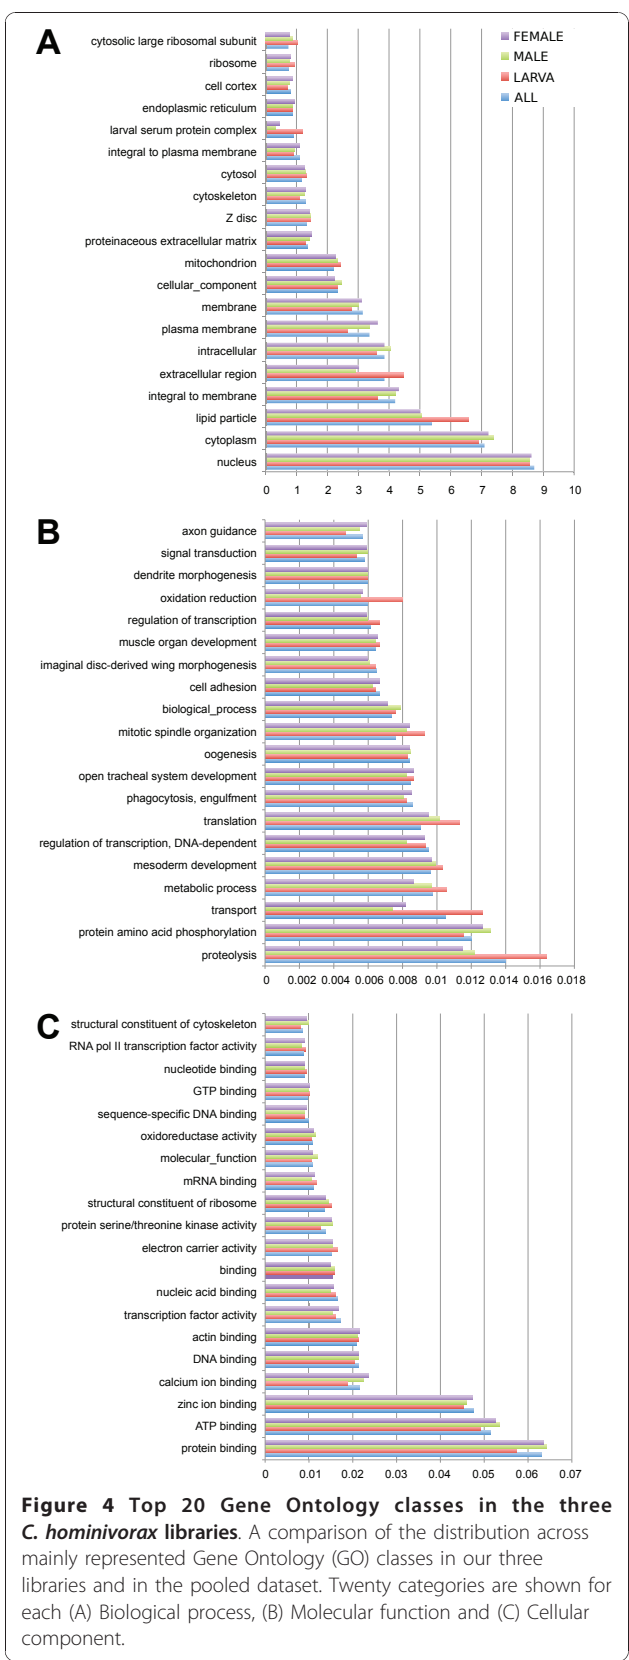 A
FEMALE
MALE
LARVA
ALL
cytosolic large ribosomal subunit
ribosome
cell cortex
endoplasmic reticulum
larval serum protein complex
integral to plasma membrane
cytosol
cytoskeleton
Z disc
proteinaceous extracellular matrix
mitochondrion
cellular_component
membrane
plasma membrane
intracellular
extracellular region
integral to membrane
lipid particle
cytoplasm
nucleus
0 1 2 3 4 5 6 7 8 9 10
B
axon guidance
signal transduction
dendrite morphogenesis
oxidation reduction
regulation of transcription
muscle organ development
imaginal disc-derived wing morphogenesis
cell adhesion
biological_process
mitotic spindle organization
oogenesis
open tracheal system development
phagocytosis, engulfment
translation
regulation of transcription, DNA-dependent
mesoderm development
metabolic process
transport
protein amino acid phosphorylation
proteolysis
0 0.002 0.004 0.006 0.008 0.01 0.012 0.014 0.016 0.018
C
structural constituent of cytoskeleton
RNA pol II transcription factor activity
nucleotide binding
GTP binding
sequence-specific DNA binding
oxidoreductase activity
molecular_function
mRNA binding
structural constituent of ribosome
protein serine/threonine kinase activity
electron carrier activity
binding
nucleic acid binding
transcription factor activity
actin binding
DNA binding
calcium ion binding
zinc ion binding
ATP binding
protein binding
0 0.01 0.02 0.03 0.04 0.05 0.06 0.07
Figure 4 Top 20 Gene Ontology classes in the three
C. hominivorax libraries. A comparison of the distribution across
mainly represented Gene Ontology (GO) classes in our three
libraries and in the pooled dataset. Twenty categories are shown for
each (A) Biological process, (B) Molecular function and (C) Cellular
component.